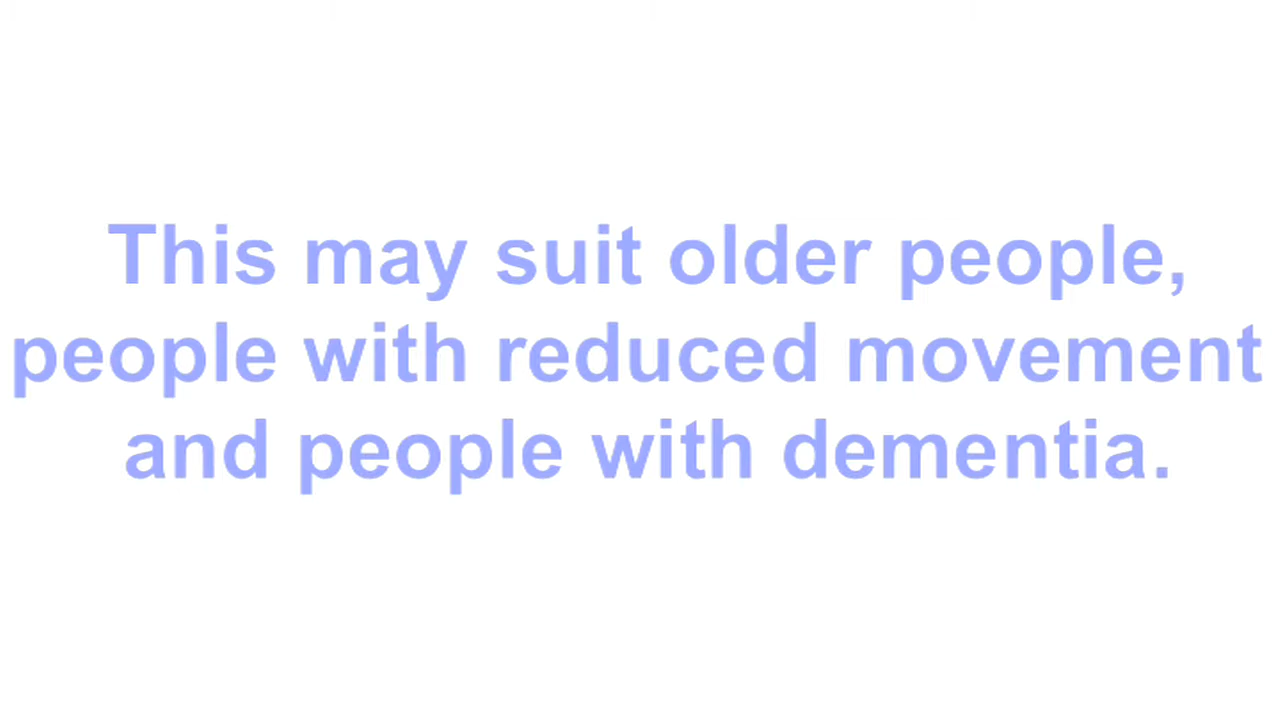 This may suit older people,
people with reduced movement
and people with dementia.